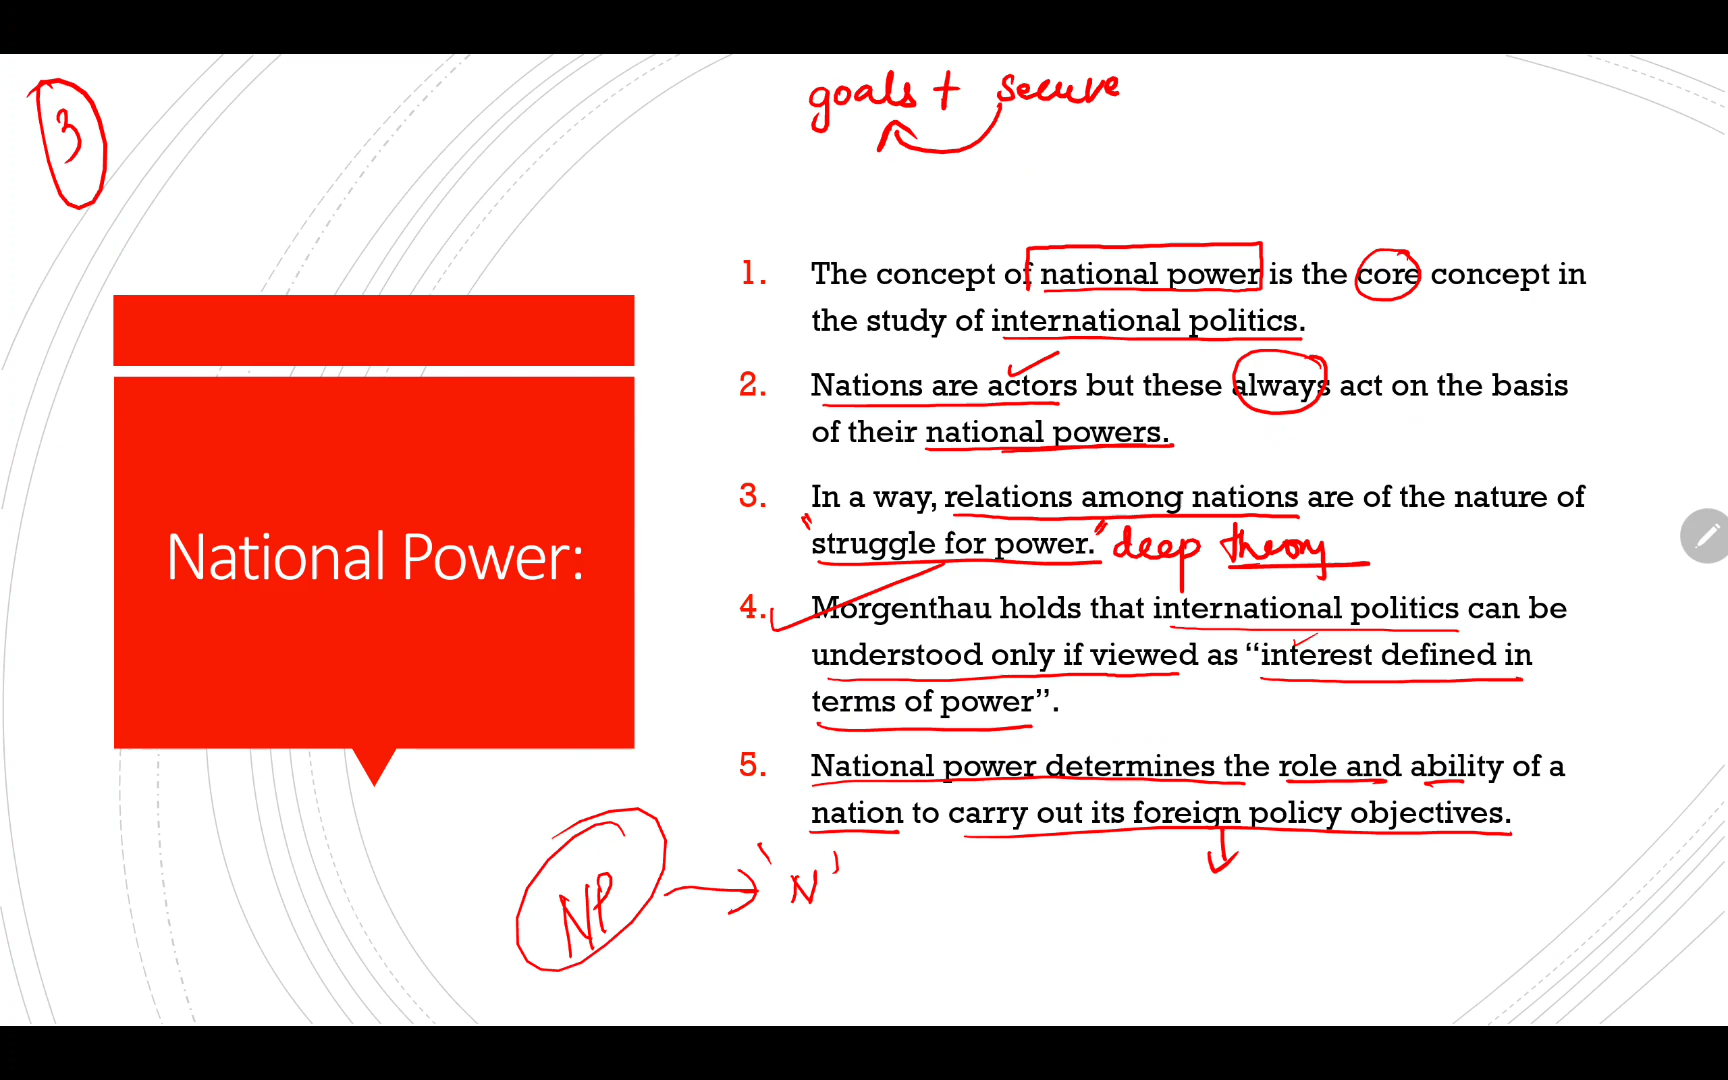 3
goals + secure
National Power:
1. The concept of national power is the core concept in
the study of international politics.
2. Nations are actors but these always act on the basis
of their national powers.
3. In a way, relations among nations are of the nature of
"struggle for power." deep theory
4. Morgenthau holds that international politics can be
understood only if viewed as “interest defined in
terms of power”.
5. National power determines the role and ability of a
nation to carry out its foreign policy objectives.
NP → 'N'